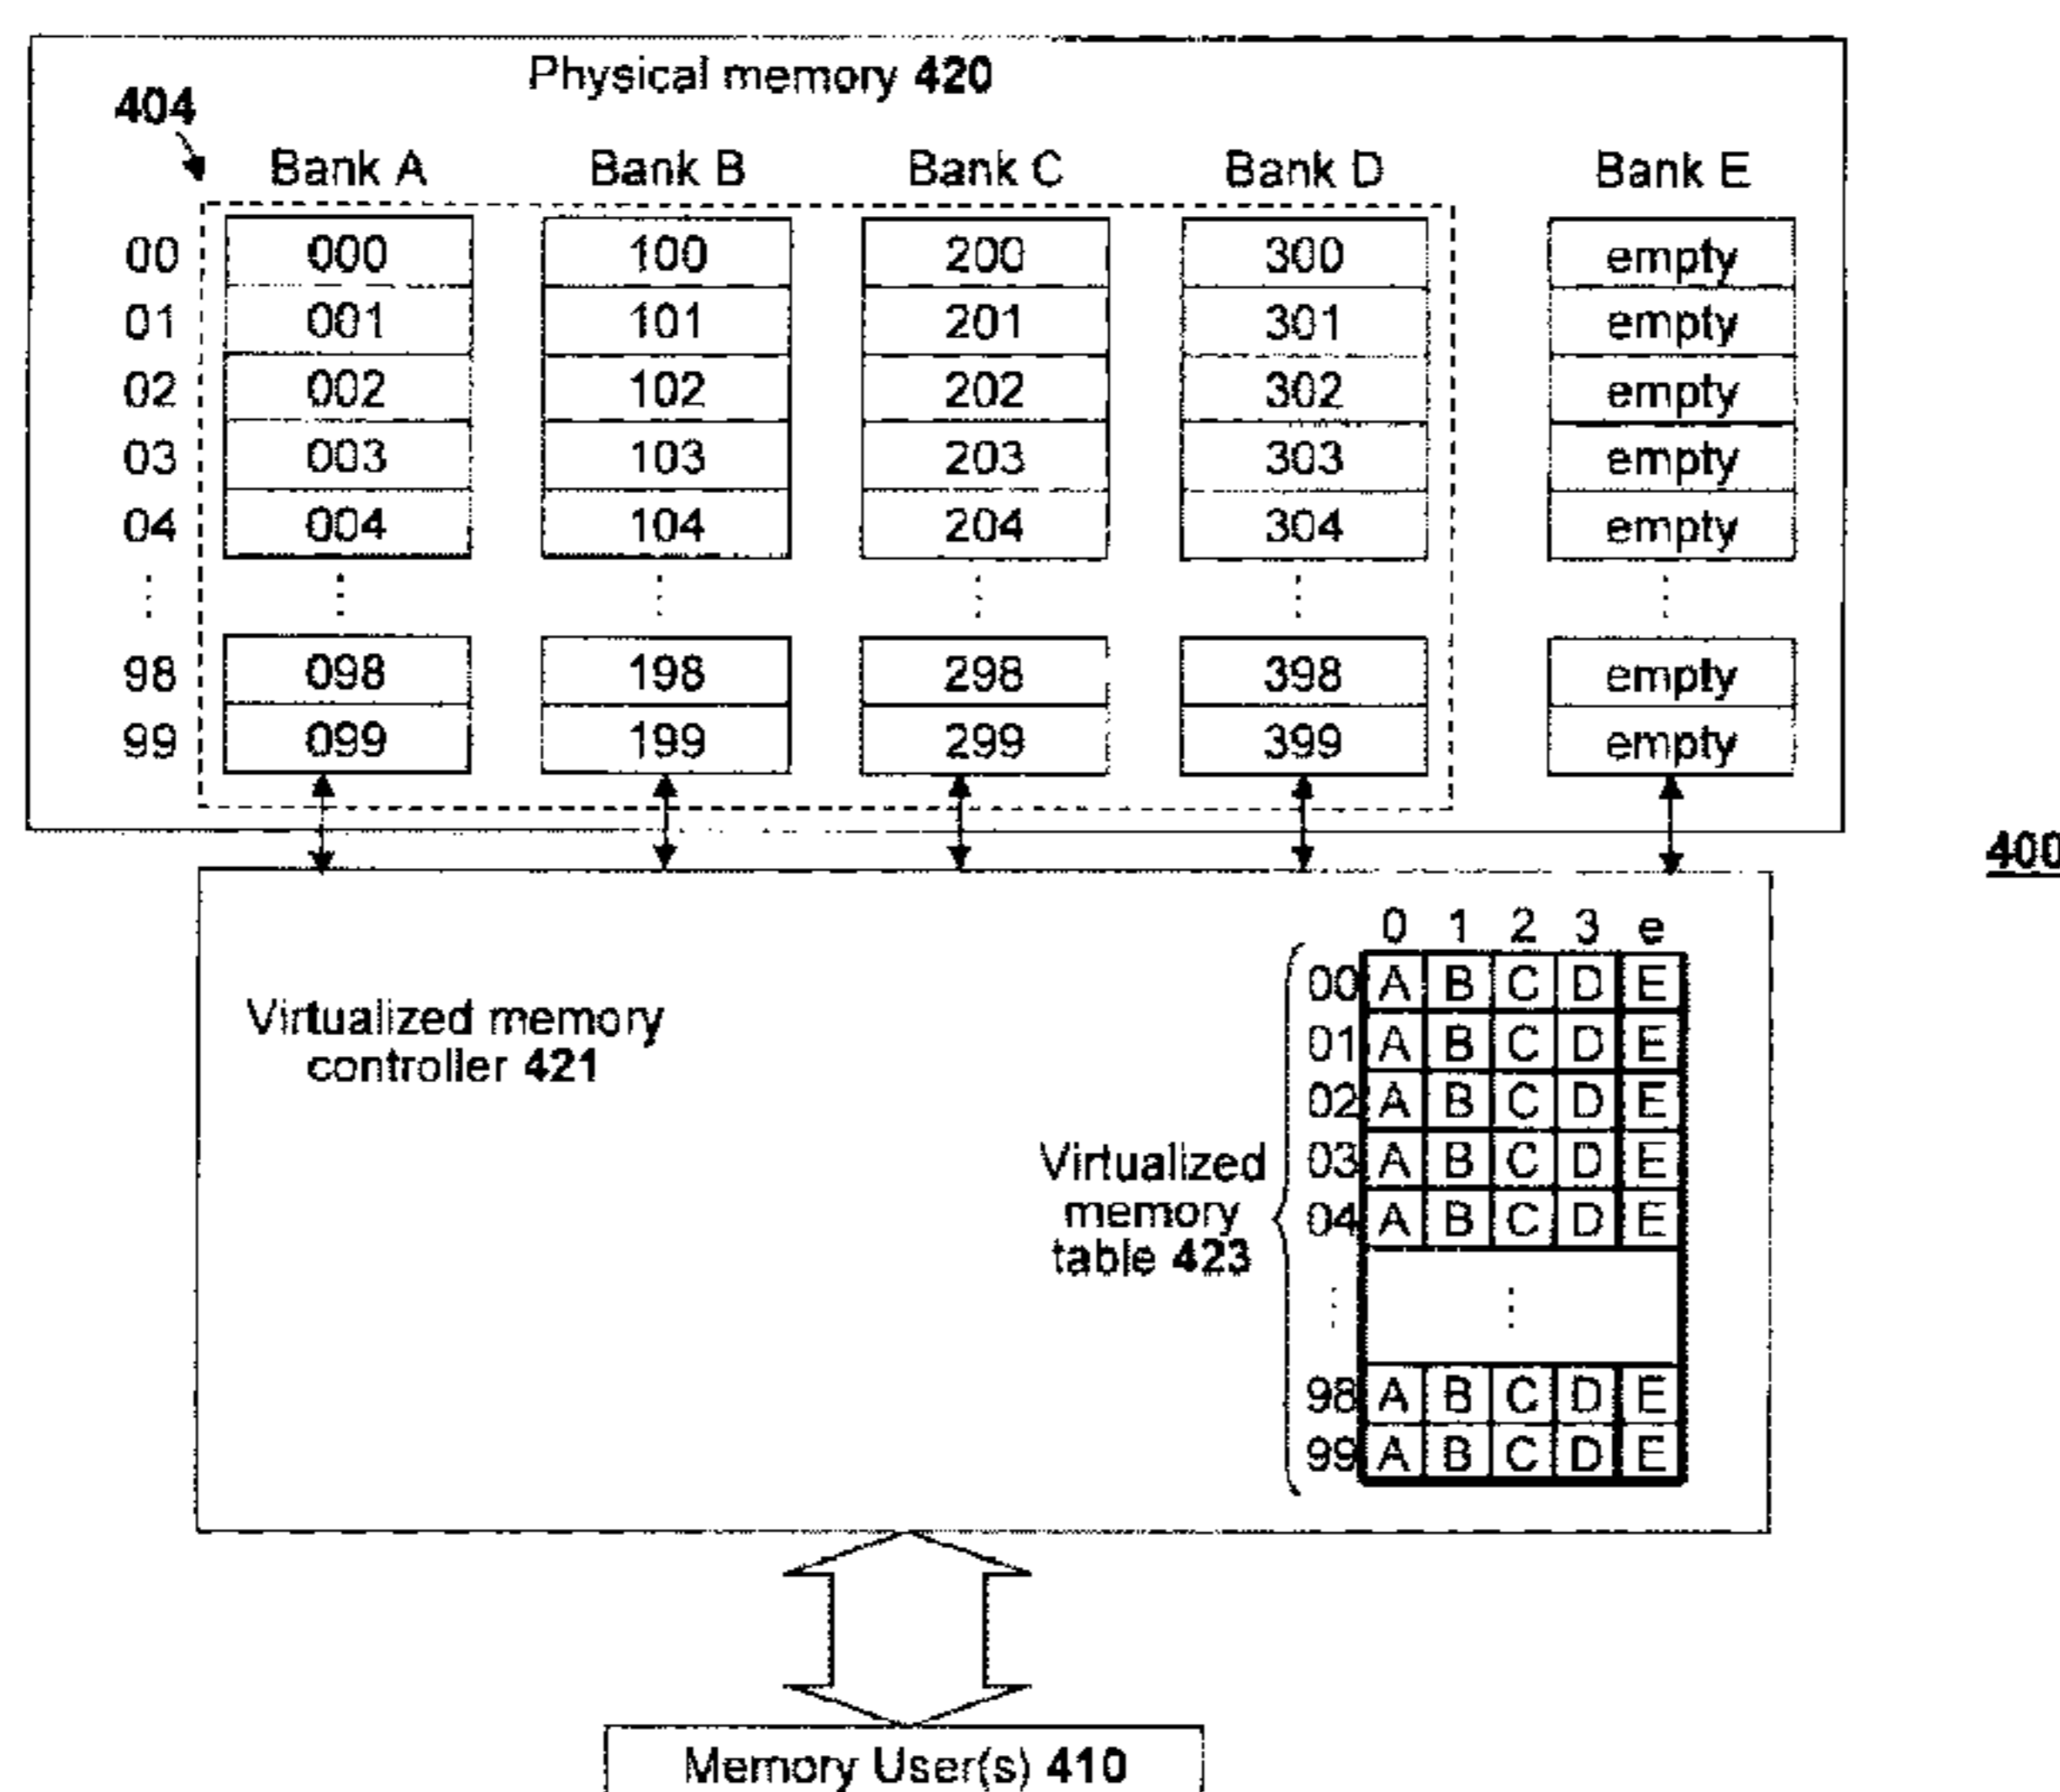 Physical memory 420
404
Bank A Bank B Bank C Bank D Bank E
00 000 100 200 300 empty
01 001 101 201 301 empty
02 002 102 202 302 empty
03 003 103 203 303 empty
04 004 104 204 304 empty
98 098 198 298 398 empty
99 099 199 299 399 empty
400
0 1 2 3 e
00 A B C D E
01 A B C D E
02 A B C D E
03 A B C D E
04 A B C D E
98 A B C D E
99 A B C D E
Virtualized memory
controller 421
Virtualized
memory
table 423
Memory User(s) 410